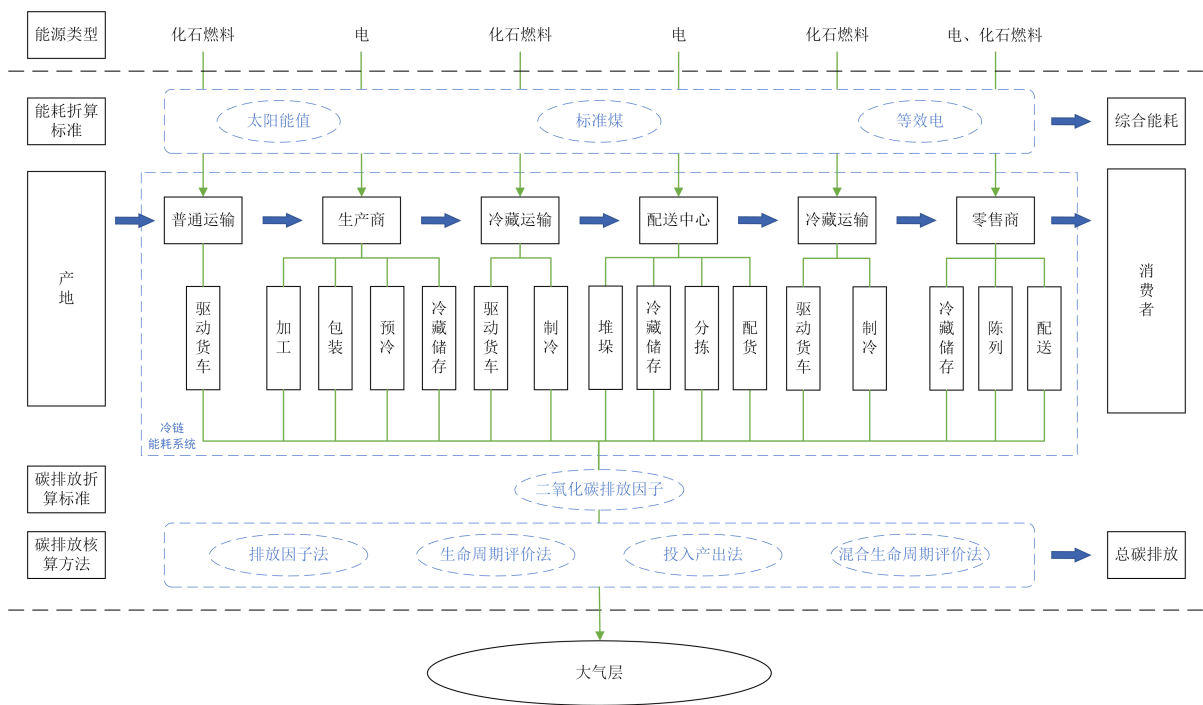 能源类型
化石燃料
电
化石燃料
电
化石燃料
电、化石燃料
能耗折算
标准
太阳能值
标准煤
等效电
综合能耗
产地
普通运输
生产商
冷藏运输
配送中心
冷藏运输
零售商
消费者
驱动货车
加工
包装
预冷
冷藏储存
驱动货车
制冷
堆垛
冷藏储存
分拣
配货
驱动货车
制冷
冷藏储存
陈列
配送
冷链
能耗系统
碳排放折
算标准
二氧化碳排放因子
碳排放核
算方法
排放因子法
生命周期评价法
投入产出法
混合生命周期评价法
总碳排放
大气层